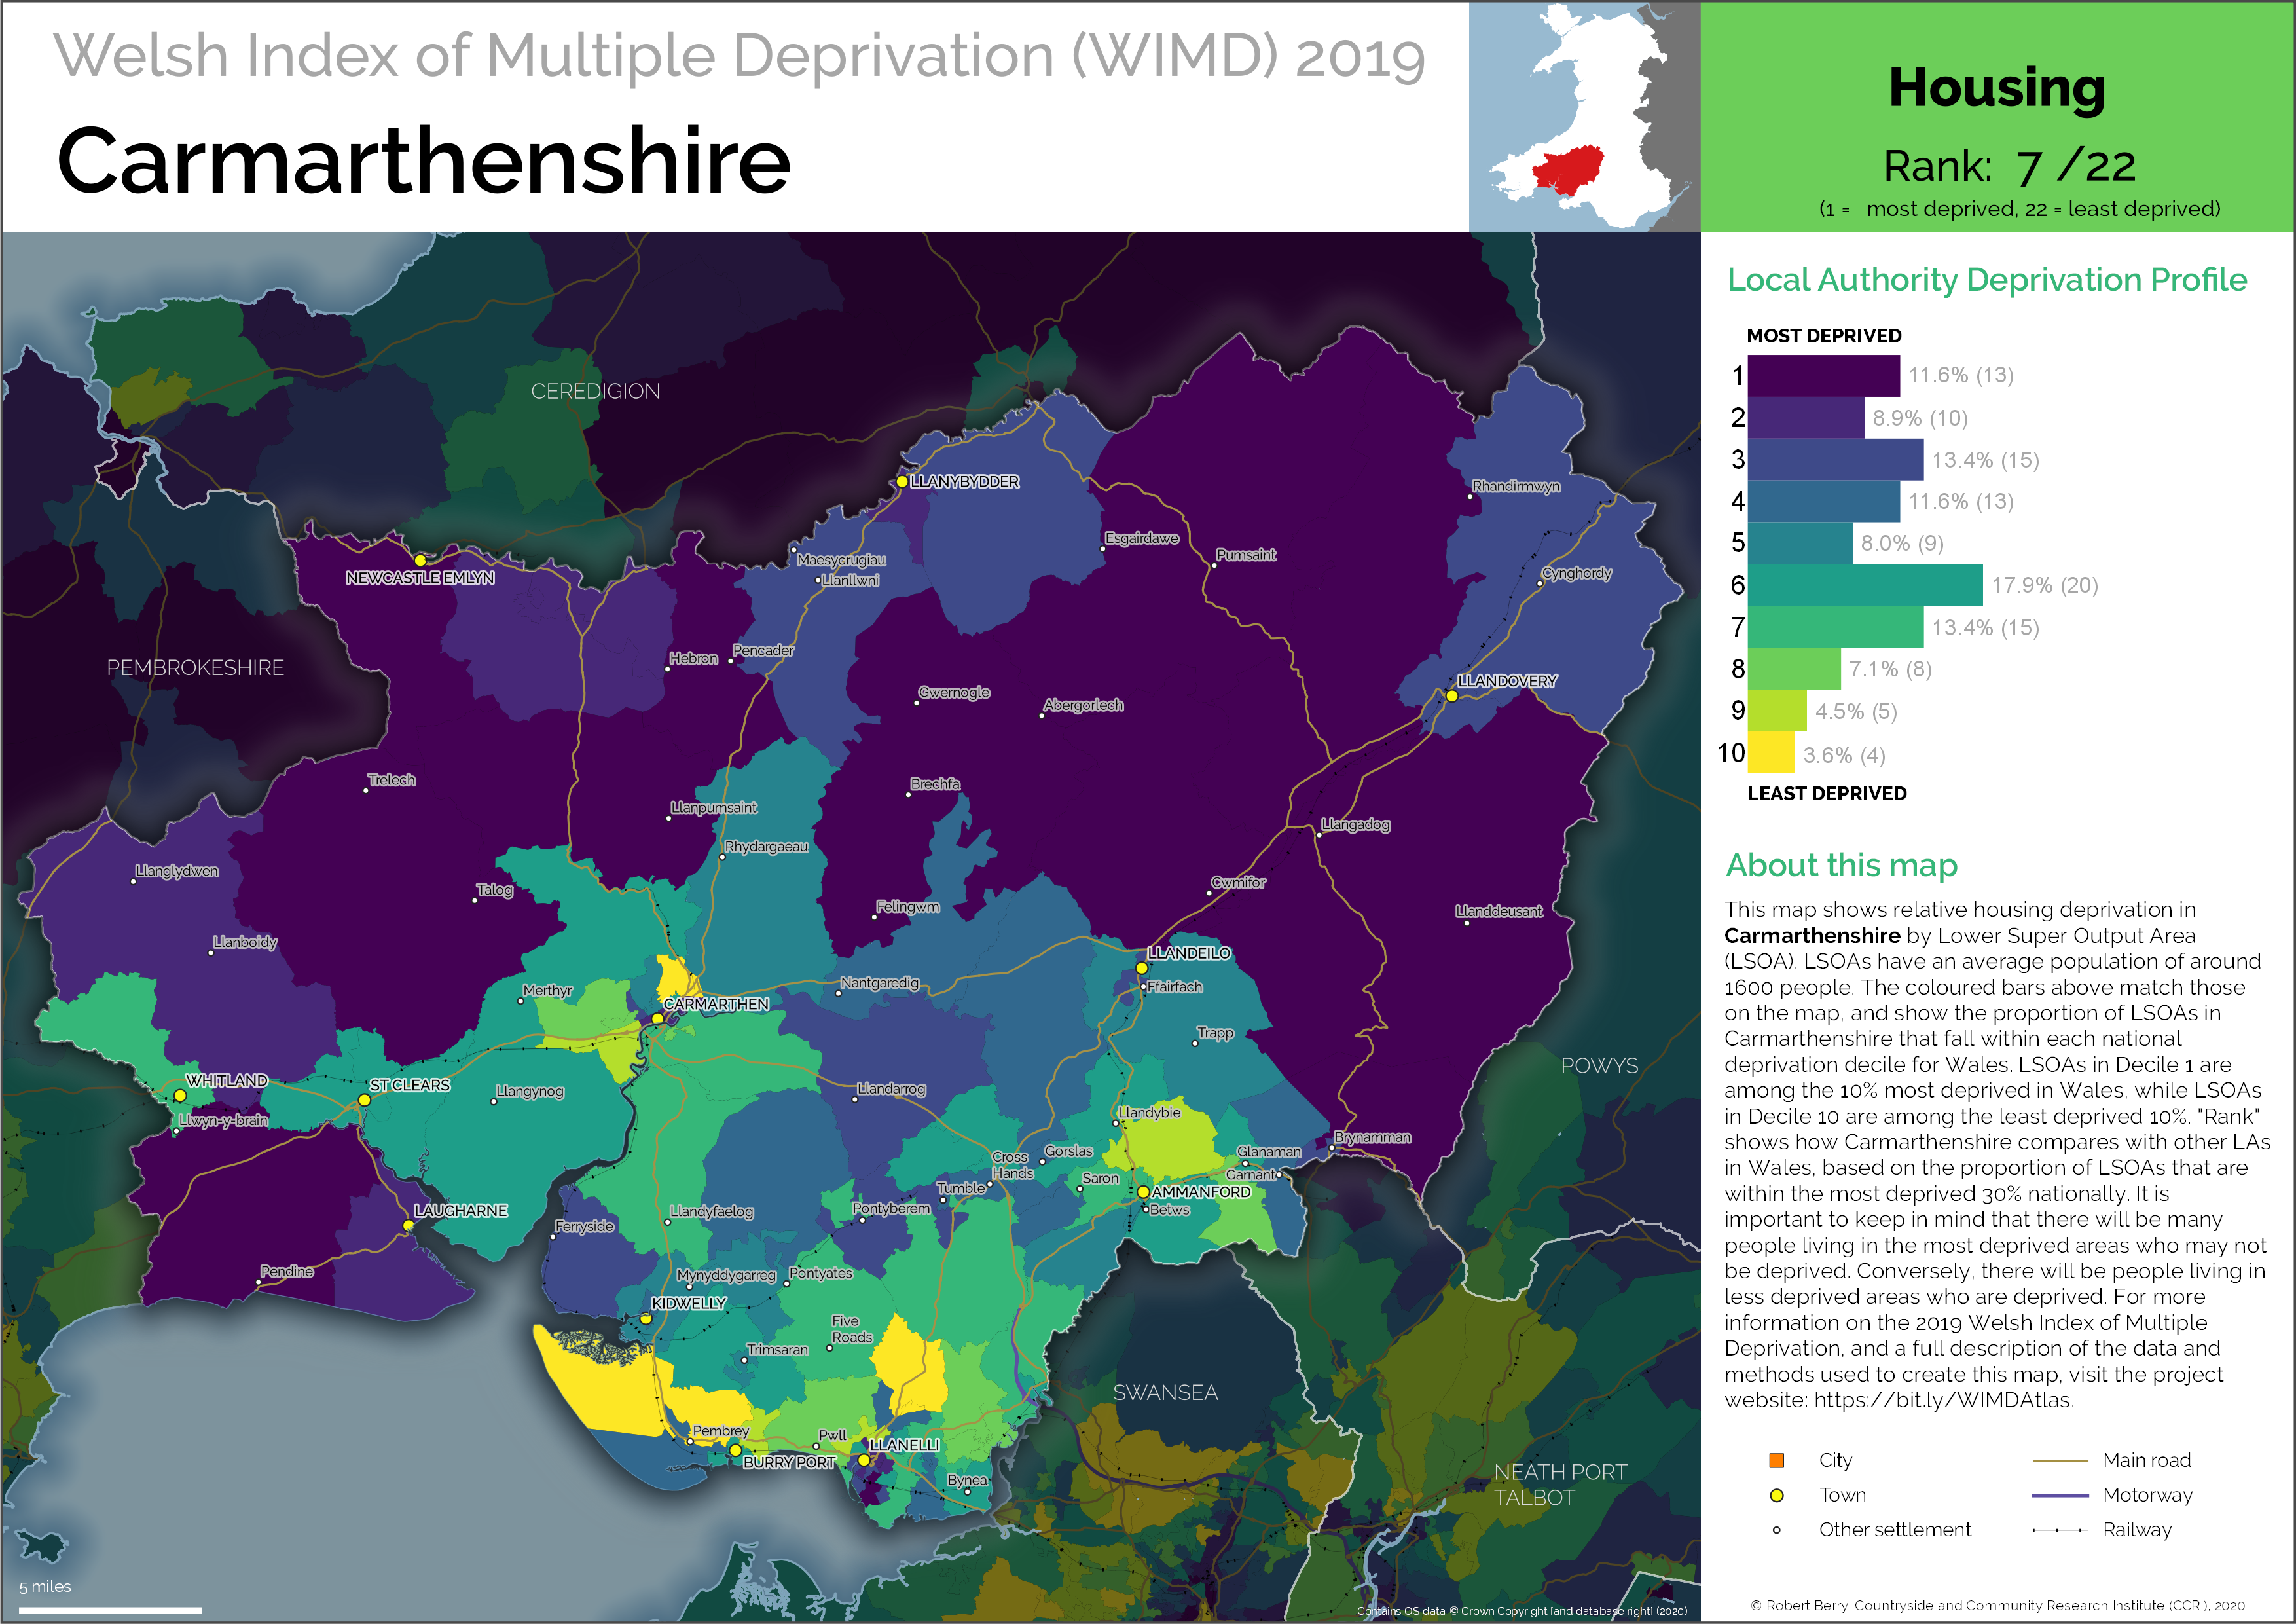 Welsh Index of Multiple Deprivation (WIMD) 2019
Carmarthenshire
Housing
Rank: 7 /22
(1 = most deprived, 22 = least deprived)
Local Authority Deprivation Profile
MOST DEPRIVED
1 11.6% (13)
2 8.9% (10)
3 13.4% (15)
4 11.6% (13)
5 8.0% (9)
6 17.9% (20)
7 13.4% (15)
8 7.1% (8)
9 4.5% (5)
10 3.6% (4)
LEAST DEPRIVED
About this map
This map shows relative housing deprivation in
Carmarthenshire by Lower Super Output Area
(LSOA). LSOAs have an average population of around
1600 people. The coloured bars above match those
on the map, and show the proportion of LSOAs in
Carmarthenshire that fall within each national
deprivation decile for Wales. LSOAs in Decile 1 are
among the 10% most deprived in Wales, while LSOAs
in Decile 10 are among the least deprived 10%. "Rank"
shows how Carmarthenshire compares with other LAs
in Wales, based on the proportion of LSOAs that are
within the most deprived 30% nationally. It is
important to keep in mind that there will be many
people living in the most deprived areas who may not
be deprived. Conversely, there will be people living in
less deprived areas who are deprived. For more
information on the 2019 Welsh Index of Multiple
Deprivation, and a full description of the data and
methods used to create this map, visit the project
website: https://bit.ly/WIMDAtlas.
City
Town
Other settlement
Main road
Motorway
Railway
© Robert Berry, Countryside and Community Research Institute (CCRI), 2020
CEREDIGION
LLANYBYDDER
Rhandirmwyn
Esgairdawe
Pumsaint
Maesycrugiau
Llanllwni
NEWCASTLE EMLYN
Cynghordy
PEMBROKESHIRE
Hebron
Pencader
LLANDOVERY
Gwernogle
Abergorlech
Trelech
Brechfa
Llanpumsaint
Llangadog
Rhydargaeau
Llanglydwen
Talog
Cwmifor
Felingwm
Llanddeusant
Llanboidy
LLANDEILO
Nantgaredig
Ffairfach
Merthyr
CARMARTHEN
Trapp
POWYS
WHITLAND
ST CLEARS
Llangynog
Llandarrog
Llwyn-y-brain
Llandybie
Brynamman
Cross
Hands
Gorslas
Glanaman
Garnant
Saron
Tumble
AMMANFORD
Betws
LAUGHARNE
Llandyfaelog
Pontyberem
Ferryside
Pendine
Mynyddygarreg
Pontyates
KIDWELLY
Five
Roads
Trimsaran
SWANSEA
Pembrey
Pwll
LLANELLI
BURRY PORT
Bynea
NEATH PORT
TALBOT
5 miles
Contains OS data © Crown Copyright [and database right] (2020)